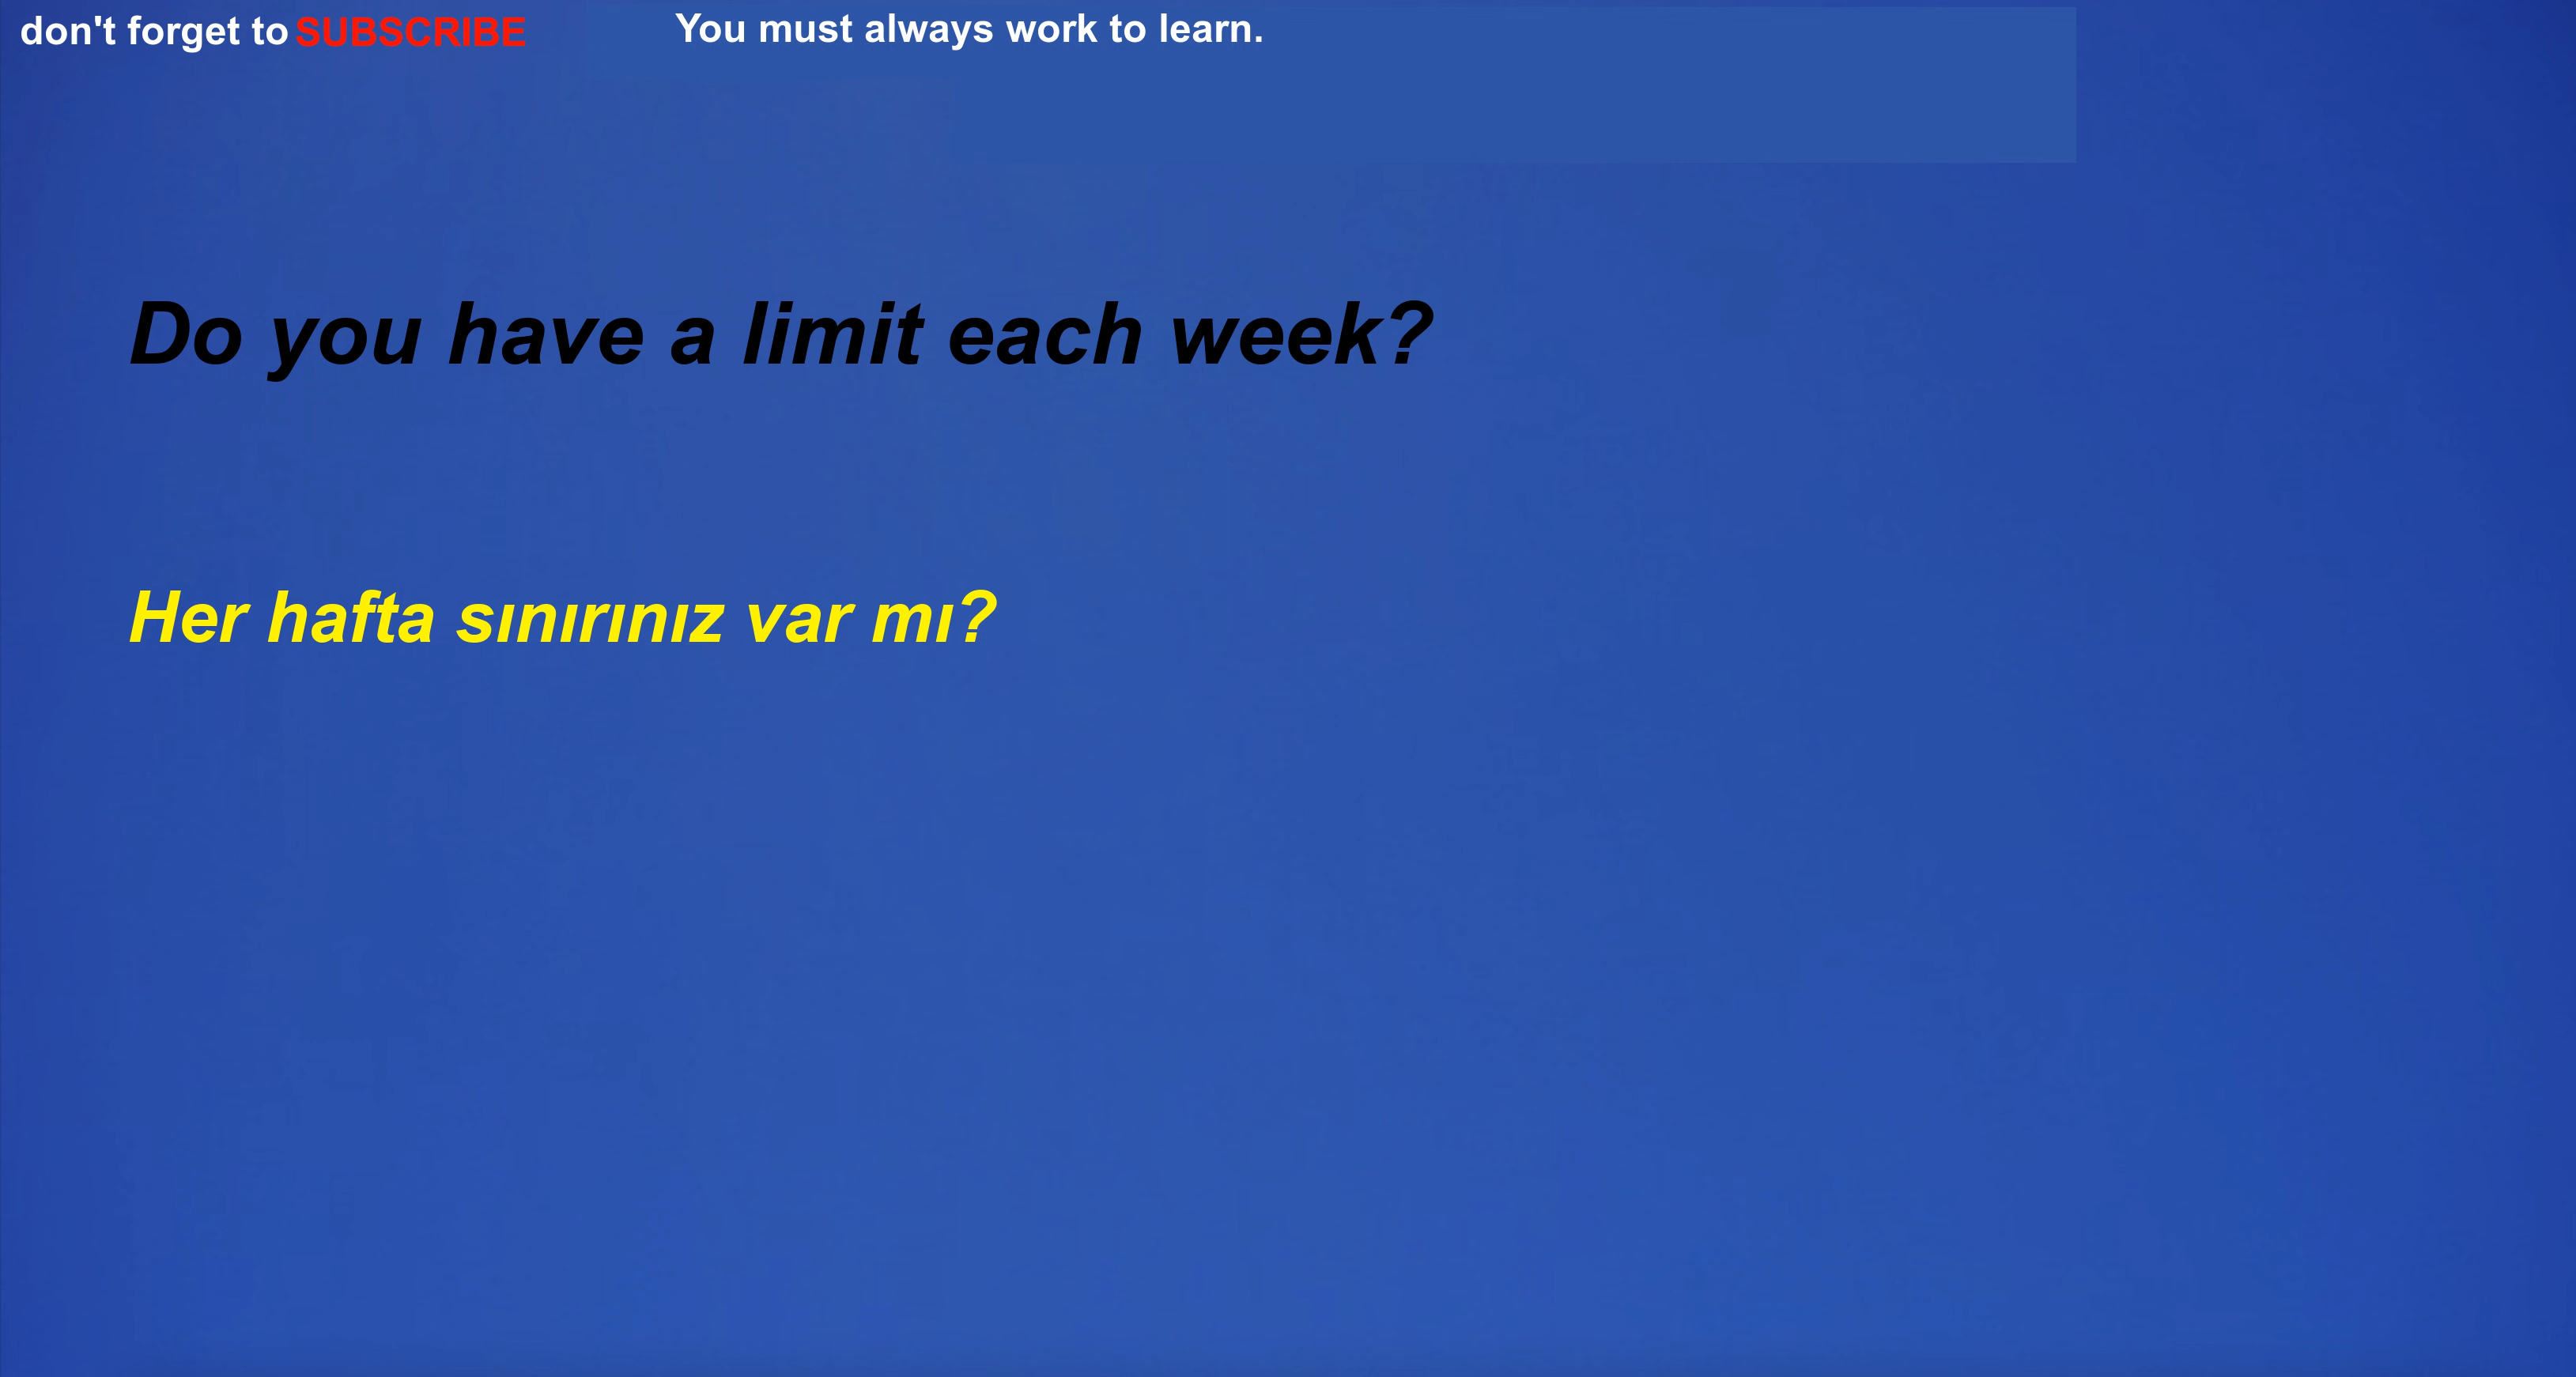 don't forget to SUBSCRIBE
You must always work to learn.
Do you have a limit each week?
Her hafta sınırınız var mı?